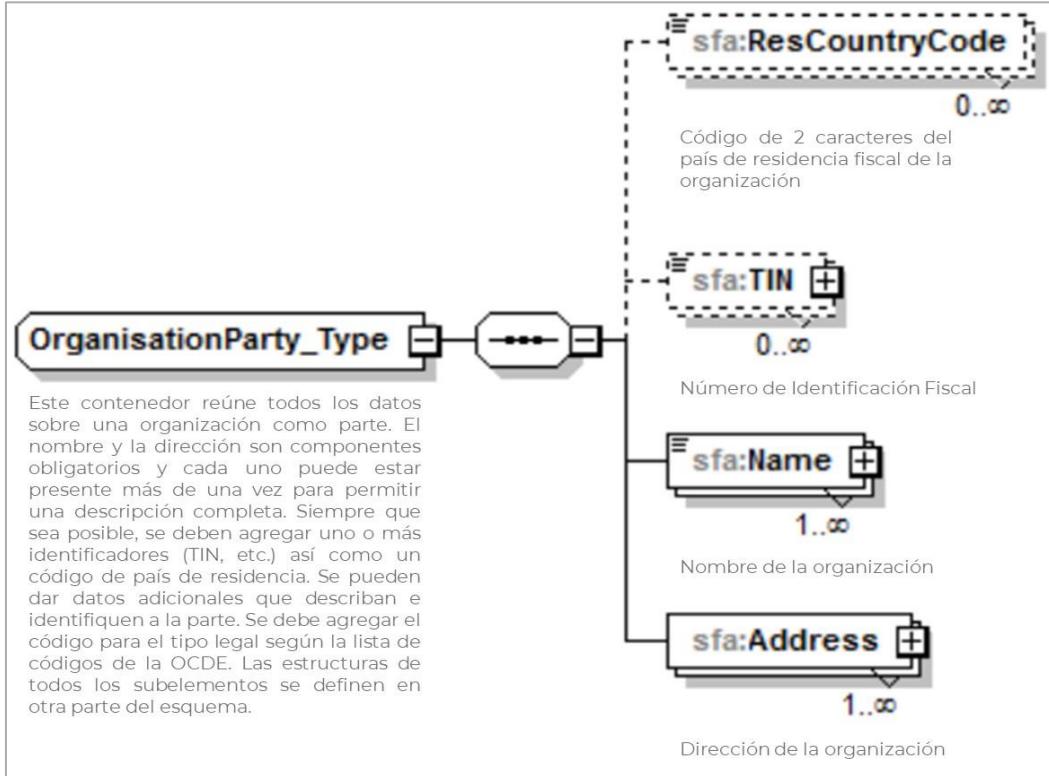 sfa:ResCountryCode
0..∞
Código de 2 caracteres del
país de residencia fiscal de la
organización
sfa:TIN
0..∞
Número de Identificación Fiscal
OrganisationParty_Type
Este contenedor reúne todos los datos
sobre una organización como parte. El
nombre y la dirección son componentes
obligatorios y cada uno puede estar
presente más de una vez para permitir
una descripción completa. Siempre que
sea posible, se deben agregar uno o más
identificadores (TIN, etc.) así como un
código de país de residencia. Se pueden
dar datos adicionales que describan e
identifiquen a la parte. Se debe agregar el
código para el tipo legal según la lista de
códigos de la OCDE. Las estructuras de
todos los subelementos se definen en
otra parte del esquema.
sfa:Name
1..∞
Nombre de la organización
sfa:Address
1..∞
Dirección de la organización